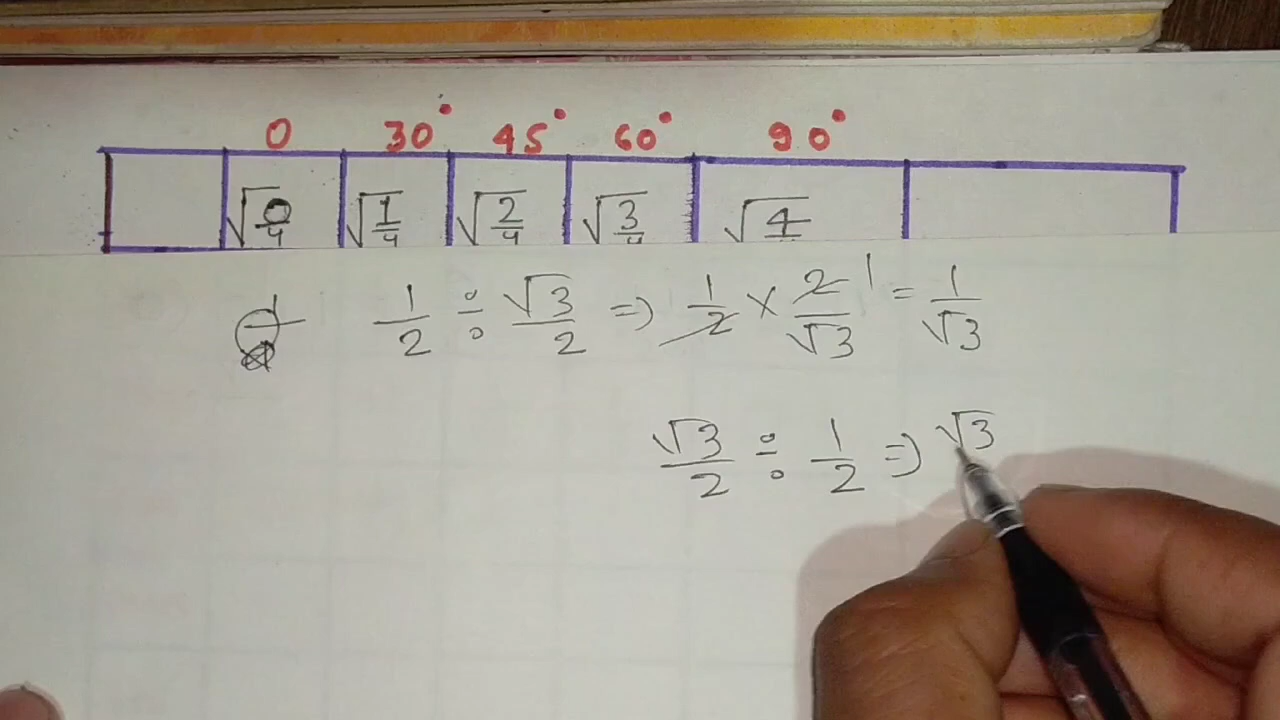 0 30° 45° 60° 90°
√0/4 √1/4 √2/4 √3/4 √4
1/2 ÷ √3/2 => 1/2 × 2/√3 1 = 1/√3
√3/2 ÷ 1/2 => √3